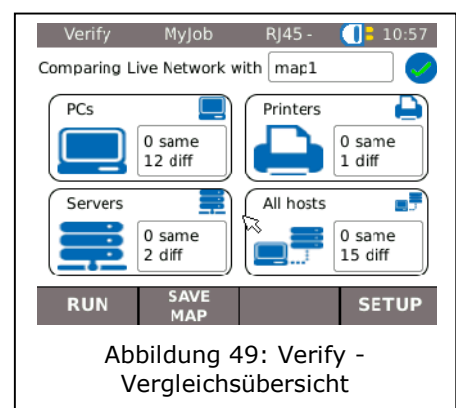 Verify MyJob RJ45 - 10:57
Comparing Live Network with map1
PCs
0 same
12 diff
Printers
0 same
1 diff
Servers
0 same
2 diff
All hosts
0 same
15 diff
RUN SAVE MAP SETUP
Abbildung 49: Verify -
Vergleichsübersicht